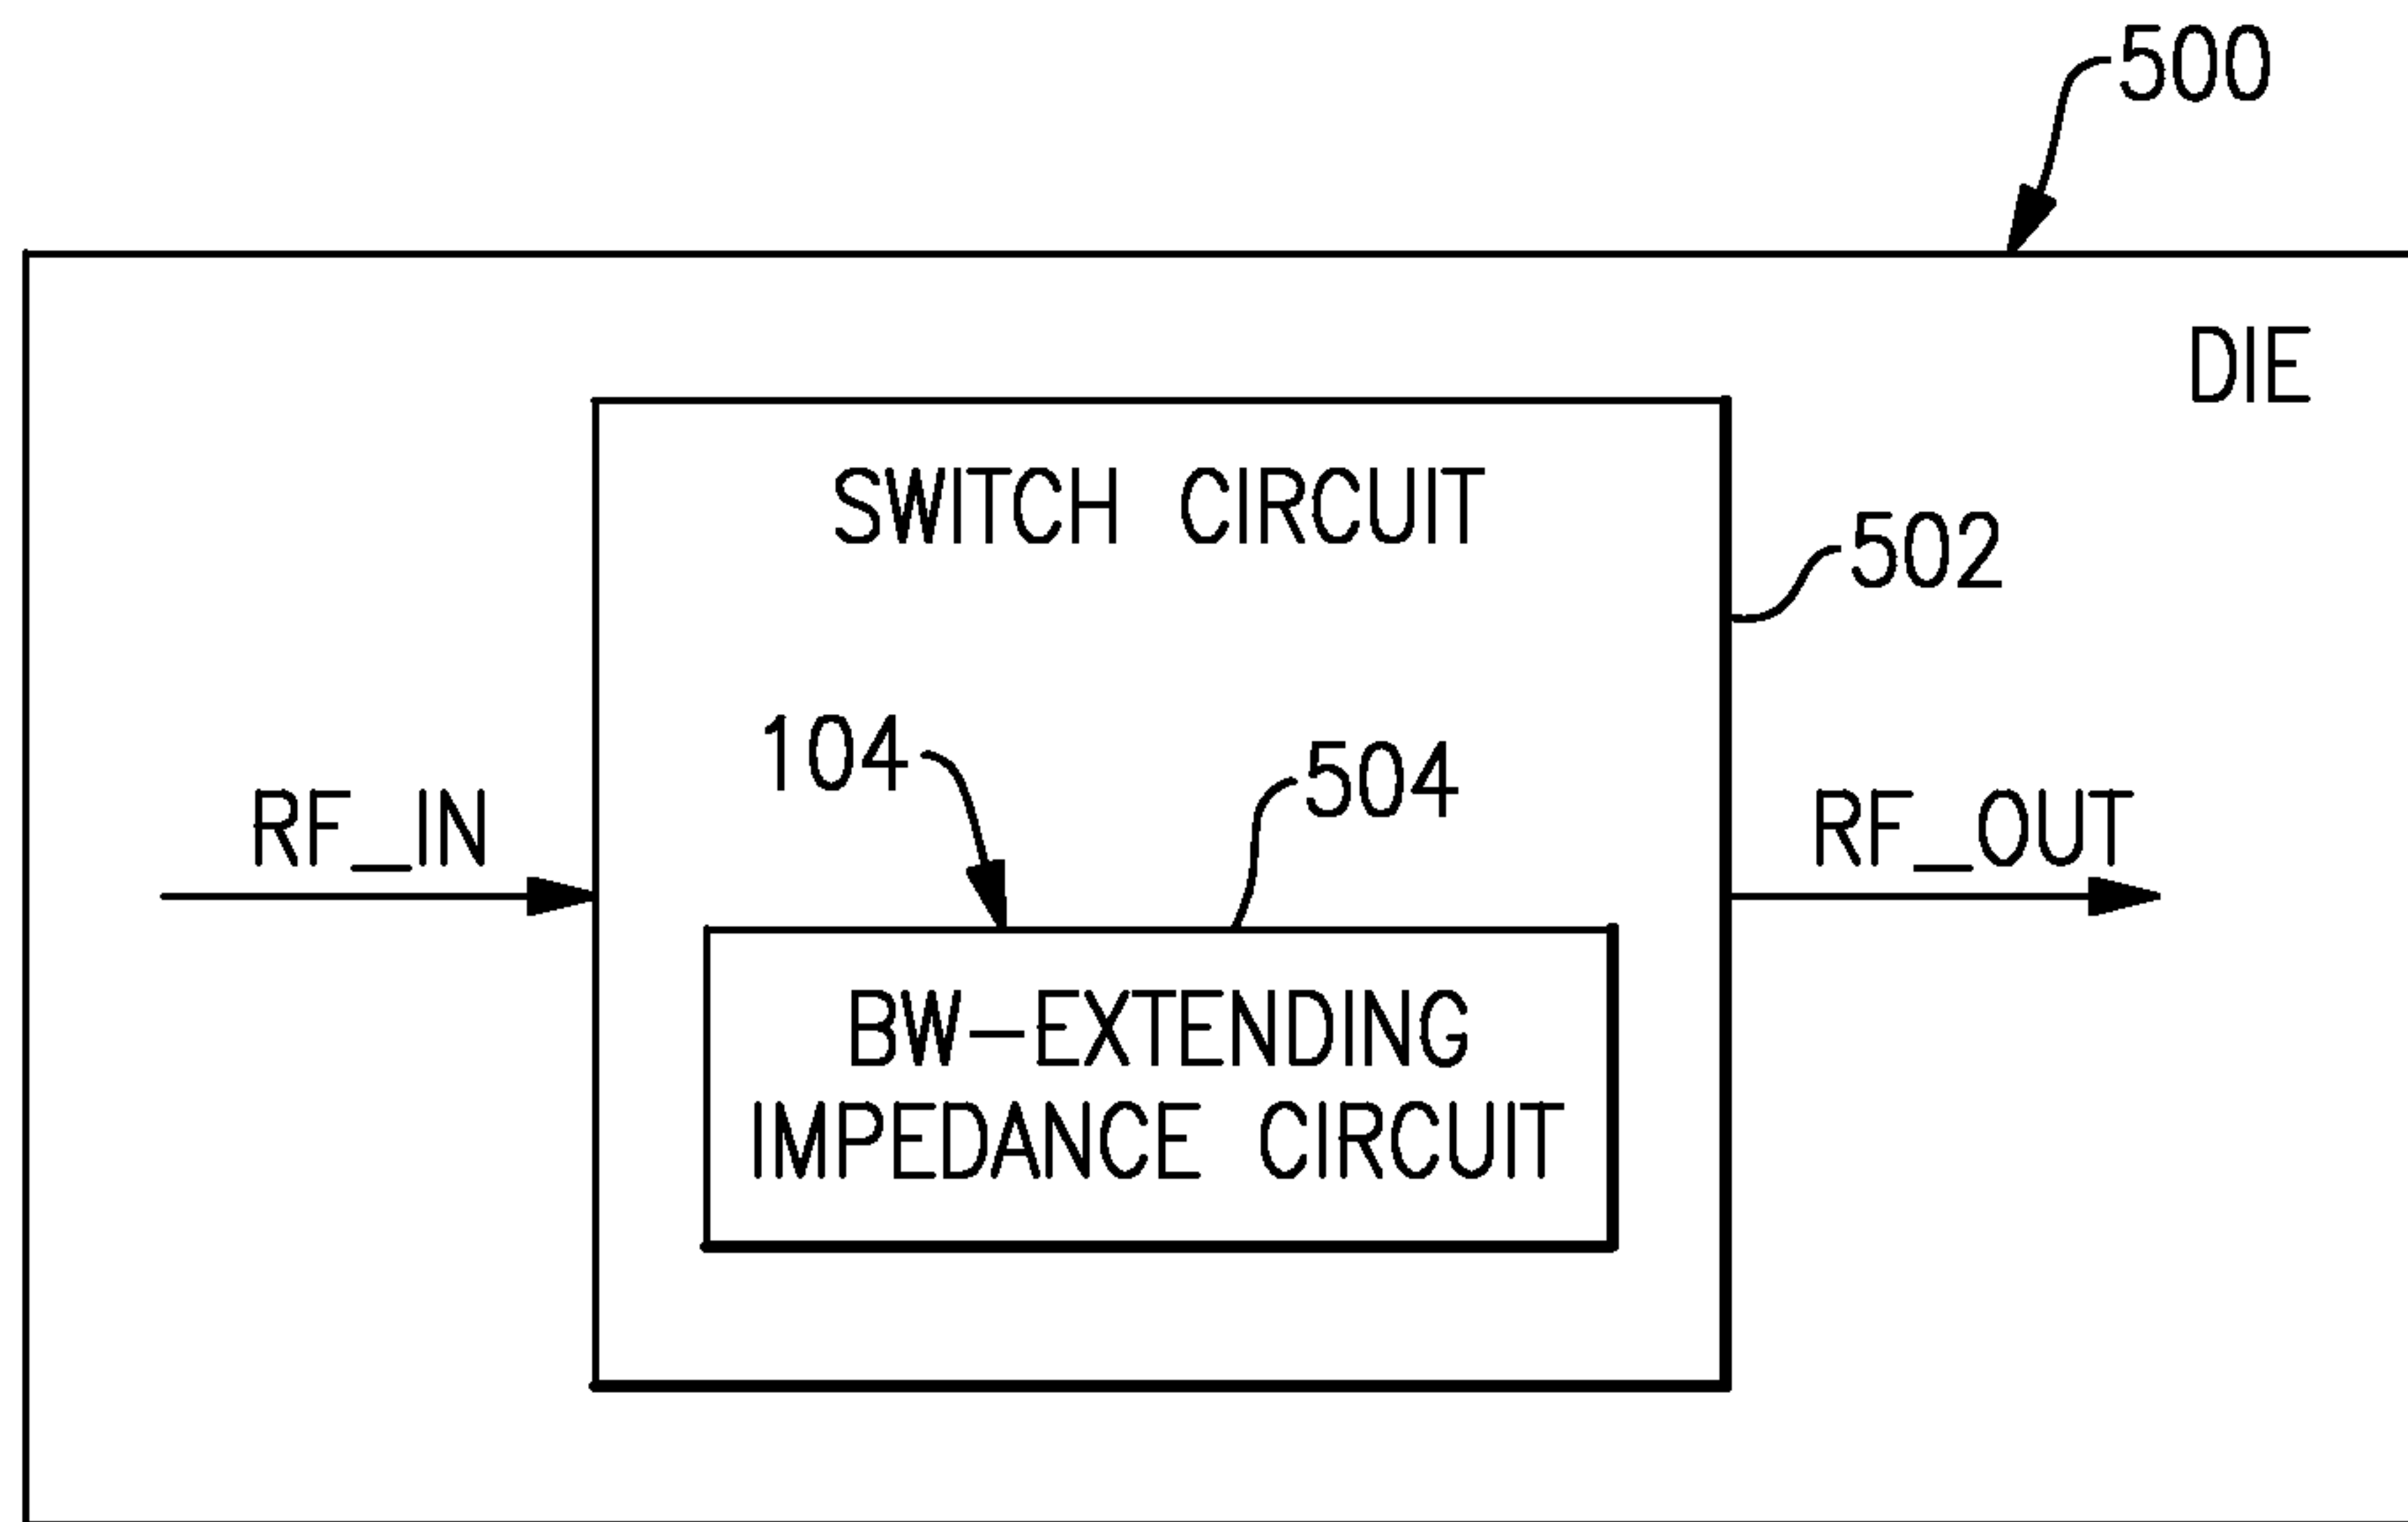 500
DIE
SWITCH CIRCUIT
502
104
504
RF_IN
RF_OUT
BW-EXTENDING
IMPEDANCE CIRCUIT